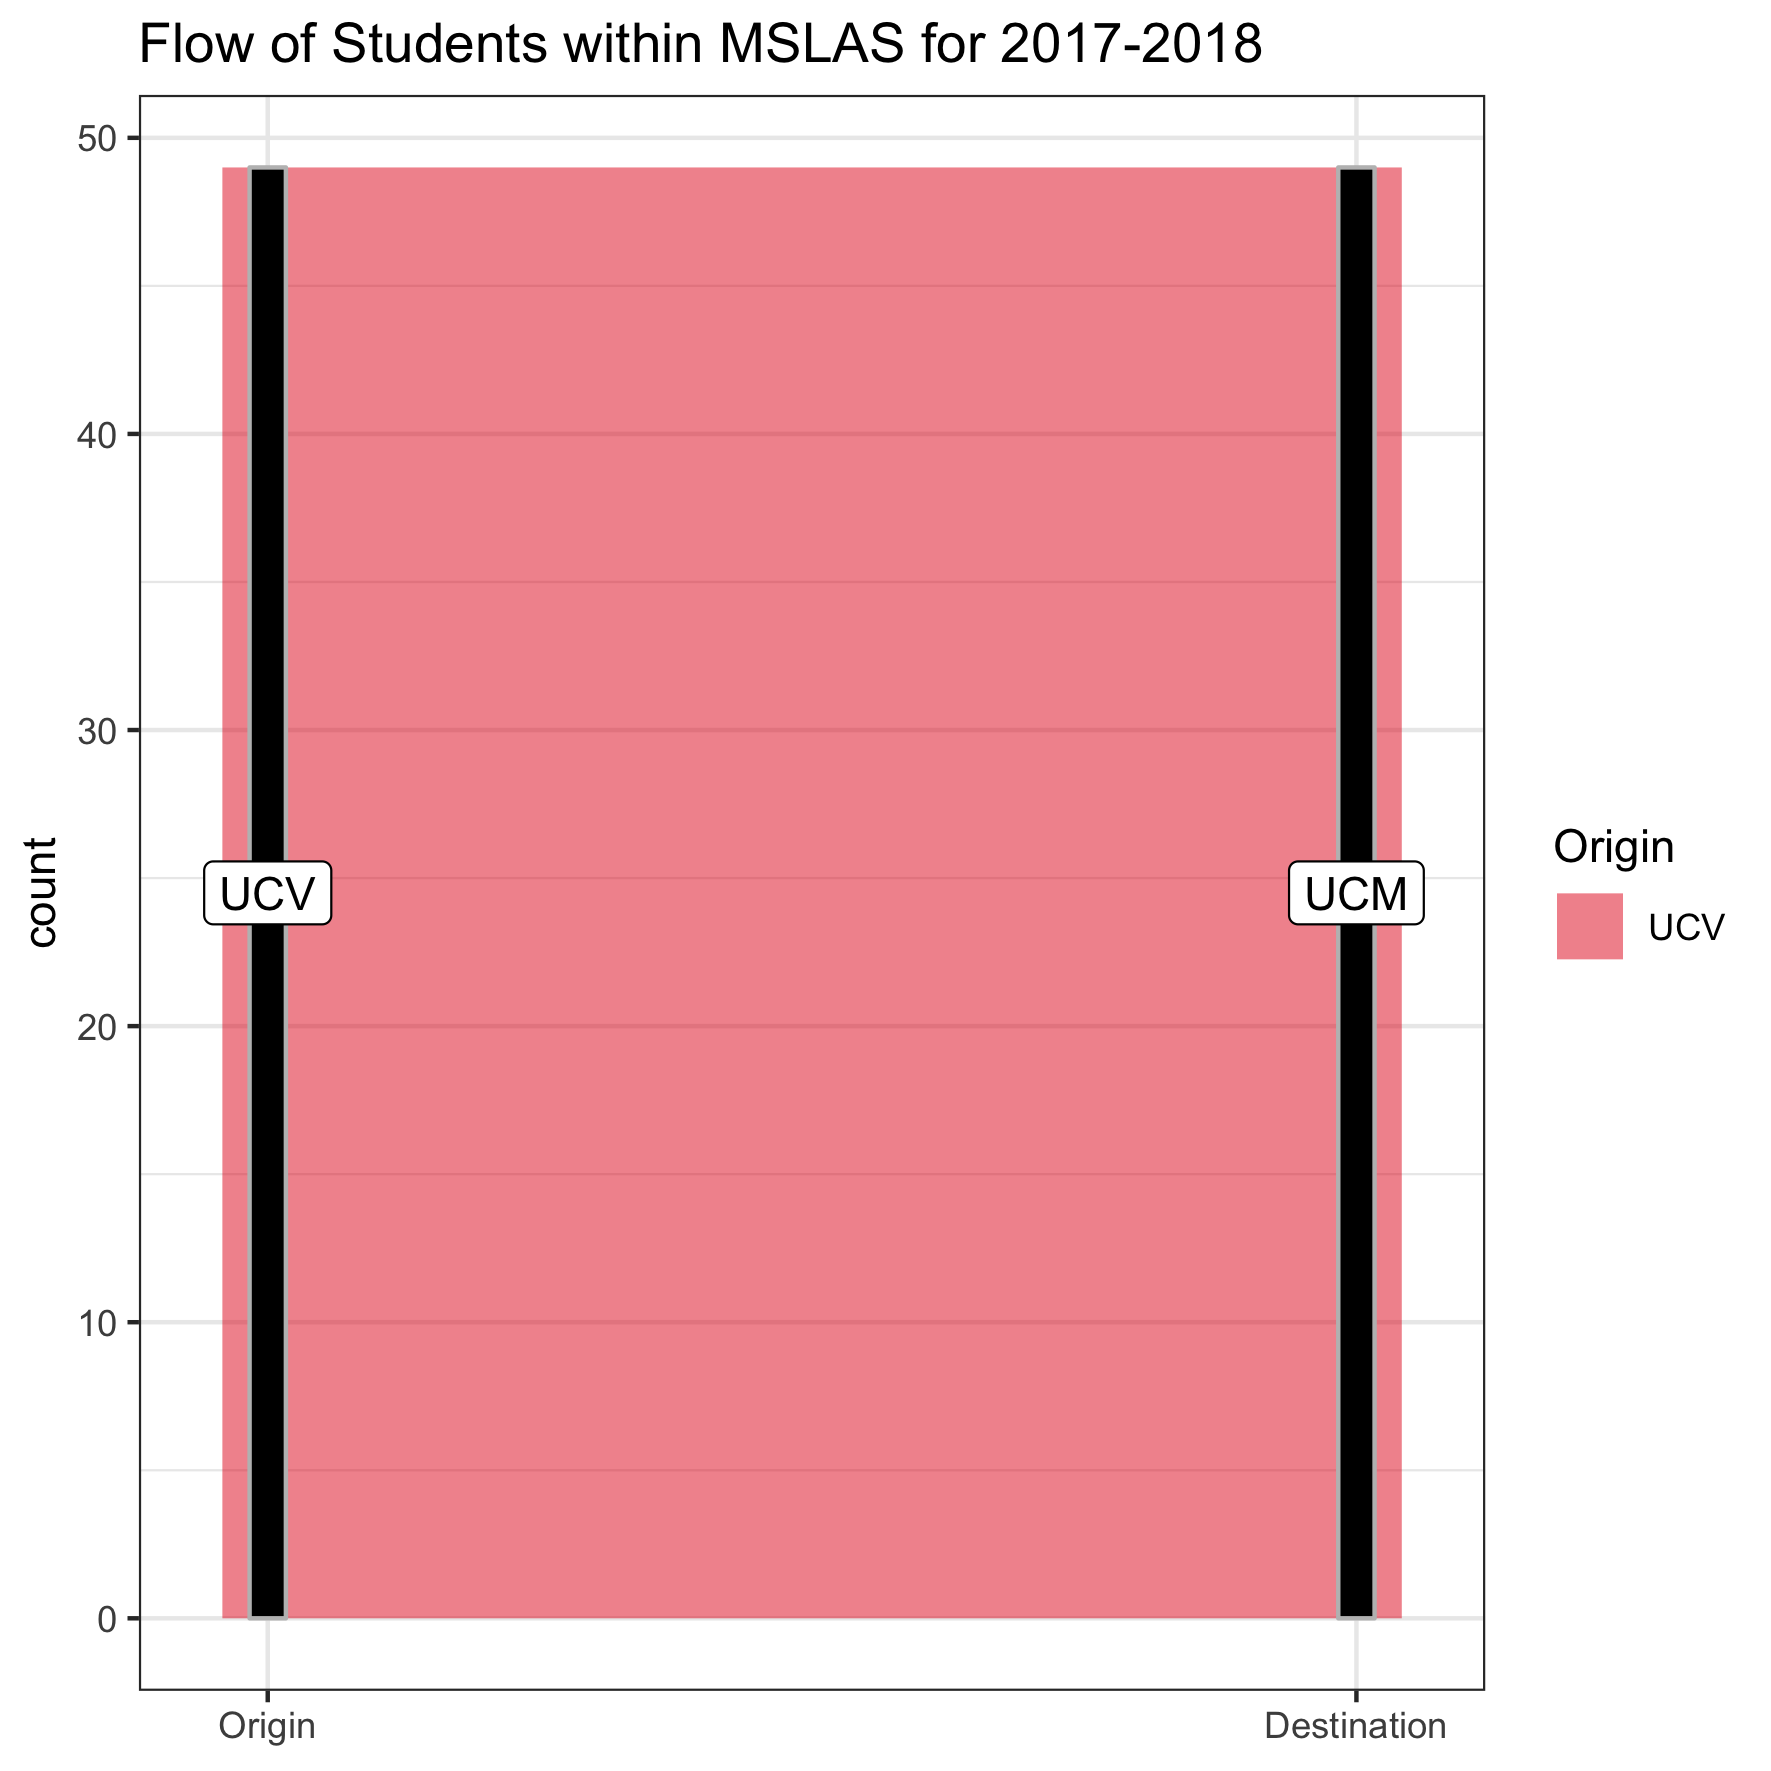 Flow of Students within MSLAS for 2017-2018
count
50
40
30
20
10
0
UCV
UCM
Origin
Destination
Origin
UCV